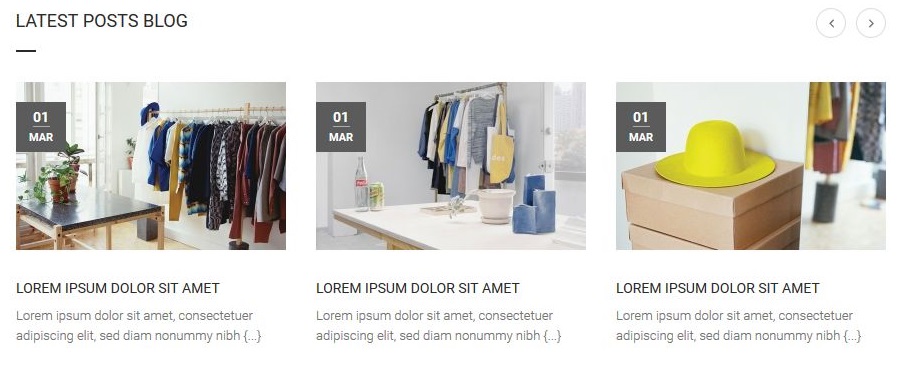 LATEST POSTS BLOG
01
MAR
01
MAR
01
MAR
LOREM IPSUM DOLOR SIT AMET
Lorem ipsum dolor sit amet, consectetuer
adipiscing elit, sed diam nonummy nibh {...}
LOREM IPSUM DOLOR SIT AMET
Lorem ipsum dolor sit amet, consectetuer
adipiscing elit, sed diam nonummy nibh {...}
LOREM IPSUM DOLOR SIT AMET
Lorem ipsum dolor sit amet, consectetuer
adipiscing elit, sed diam nonummy nibh {...}